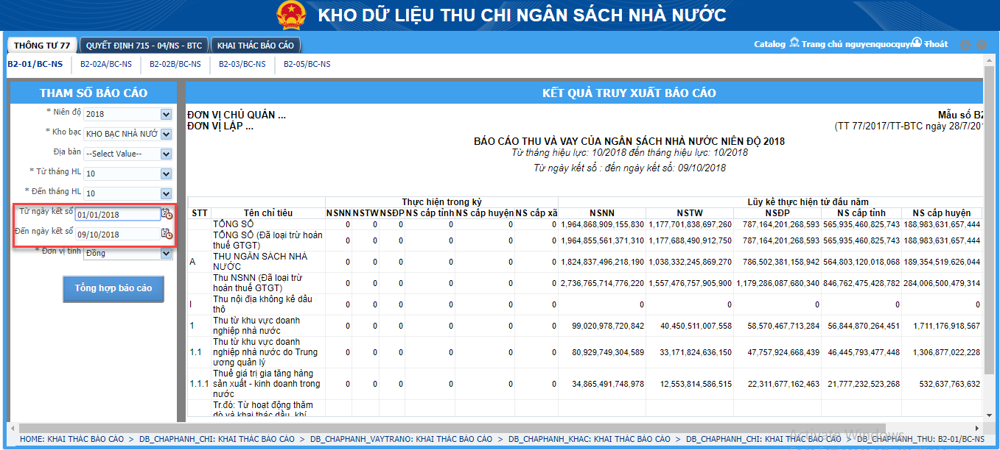 KHO DỮ LIỆU THU CHI NGÂN SÁCH NHÀ NƯỚC
THÔNG TƯ 77 QUYẾT ĐỊNH 715 - 04/NS - BTC KHAI THÁC BÁO CÁO
Catalog Trang chủ nguyenquocquynh Thoát
B2-01/BC-NS B2-02A/BC-NS B2-02B/BC-NS B2-03/BC-NS B2-05/BC-NS
THAM SỐ BÁO CÁO
* Niên độ 2018
* Kho bạc KHO BẠC NHÀ NƯỚ
Địa bàn --Select Value--
* Từ tháng HL 10
* Đến tháng HL 10
Từ ngày kết sổ 01/01/2018
Đến ngày kết sổ 09/10/2018
* Đơn vị tính Đồng
Tổng hợp báo cáo
KẾT QUẢ TRUY XUẤT BÁO CÁO
ĐƠN VỊ CHỦ QUẢN ...
ĐƠN VỊ LẬP ...
Mẫu số B2
(TT 77/2017/TT-BTC ngày 28/7/201
BÁO CÁO THU VÀ VAY CỦA NGÂN SÁCH NHÀ NƯỚC NIÊN ĐỘ 2018
Từ tháng hiệu lực: 10/2018 đến tháng hiệu lực: 10/2018
Từ ngày kết sổ : đến ngày kết sổ: 09/10/2018
Thực hiện trong kỳ Lũy kế thực hiện từ đầu năm
STT Tên chỉ tiêu NSNN NSTW NSĐP NS cấp tỉnh NS cấp huyện NS cấp xã NSNN NSTW NSĐP NS cấp tỉnh NS cấp huyện
TỔNG SỐ 0 0 0 0 0 0 1,964,868,909,155,830 1,177,701,838,697,260 787,164,201,268,593 565,935,460,825,743 188,983,631,657,444
TỔNG SỐ (Đã loại trừ hoàn
thuế GTGT) 0 0 0 0 0 0 1,964,855,561,371,310 1,177,688,490,912,750 787,164,201,268,593 565,935,460,825,743 188,983,631,657,444
A THU NGÂN SÁCH NHÀ
NƯỚC 0 0 0 0 0 0 1,824,837,496,218,190 1,038,332,245,869,270 786,502,381,158,942 564,803,120,018,068 189,354,519,626,044
Thu NSNN (Đã loại trừ
hoàn thuế GTGT) 0 0 0 0 0 0 2,736,765,714,776,220 1,557,476,757,905,900 1,179,286,087,680,340 846,762,475,428,782 284,006,500,479,314
I Thu nội địa không kể dầu
thô 0 0 0 0 0 0 0 0 0 0 0
1 Thu từ khu vực doanh
nghiệp nhà nước 0 0 0 0 0 0 99,020,978,720,842 40,450,511,007,558 58,570,467,713,284 56,844,870,264,451 1,711,176,918,567
1.1 Thu từ khu vực doanh
nghiệp nhà nước do Trung
ương quản lý 0 0 0 0 0 0 80,929,749,304,589 33,171,824,636,150 47,757,924,668,439 46,445,793,477,448 1,306,877,022,228
1.1.1 Thuế giá trị gia tăng hàng
sản xuất - kinh doanh trong
nước 0 0 0 0 0 0 34,865,491,748,978 12,553,814,586,515 22,311,677,162,463 21,777,232,523,268 532,637,763,632
Tr.đó: Từ hoạt động thăm
dò và khai thác dầu, khí
Activate Windows
HOME: KHAI THÁC BÁO CÁO > DB_CHAPHANH_CHI: KHAI THÁC BÁO CÁO > DB_CHAPHANH_VAYTRANO: KHAI THÁC BÁO CÁO > DB_CHAPHANH_KHAC: KHAI THÁC BÁO CÁO > DB_CHAPHANH_CHI: KHAI THÁC BÁO CÁO > DB_CHAPHANH_THU: B2-01/BC-NS